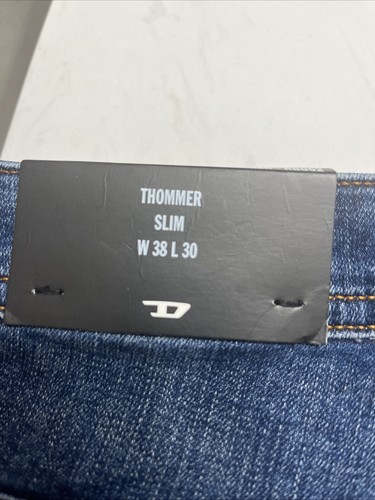 THOMMER
SLIM
W 38 L 30
D